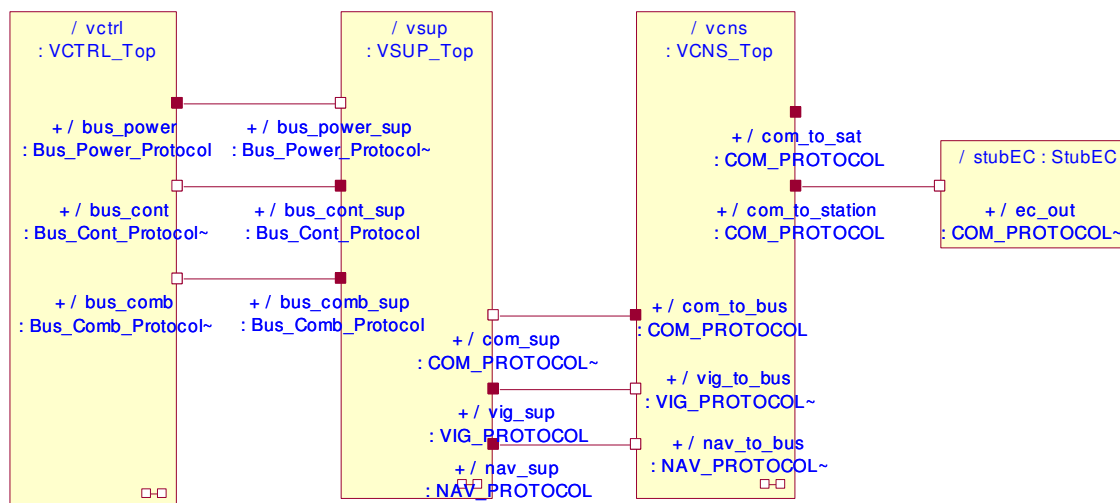 / vctrl
: VCTRL_Top
/ vsup
: VSUP_Top
/ vcns
: VCNS_Top
+ / bus_power
: Bus_Power_Protocol
+ / bus_power_sup
: Bus_Power_Protocol~
+ / com_to_sat
: COM_PROTOCOL
/ stubEC : StubEC
+ / bus_cont
: Bus_Cont_Protocol~
+ / bus_cont_sup
: Bus_Cont_Protocol
+ / com_to_station
: COM_PROTOCOL
+ / ec_out
: COM_PROTOCOL~
+ / bus_comb
: Bus_Comb_Protocol~
+ / bus_comb_sup
: Bus_Comb_Protocol
+ / com_sup
: COM_PROTOCOL~
+ / com_to_bus
: COM_PROTOCOL
+ / vig_sup
: VIG_PROTOCOL
+ / vig_to_bus
: VIG_PROTOCOL~
+ / nav_sup
: NAV_PROTOCOL
+ / nav_to_bus
: NAV_PROTOCOL~